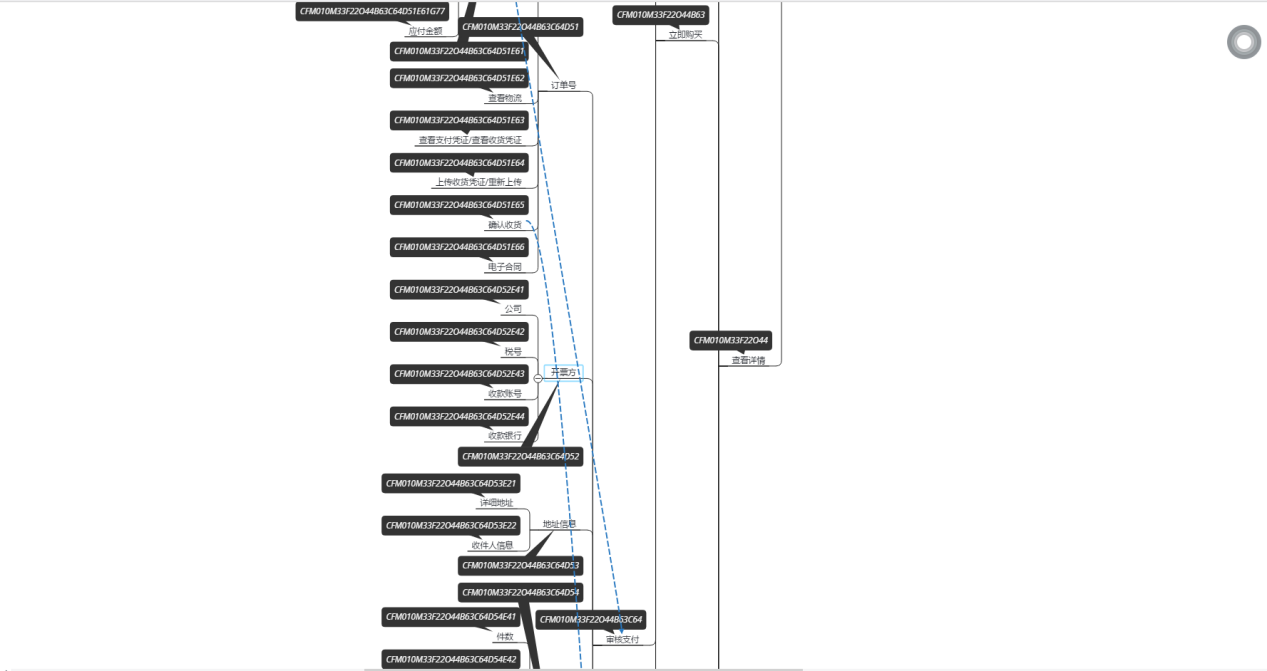 CFM010M33F22O44B63C64D51E61G77
应付金额
CFM010M33F22O44B63C64D51
CFM010M33F22O44B63
立即购买
CFM010M33F22O44B63C64D51E61
CFM010M33F22O44B63C64D51E62
查看物流
订单号
CFM010M33F22O44B63C64D51E63
查看支付凭证/查看收货凭证
CFM010M33F22O44B63C64D51E64
上传收货凭证/重新上传
CFM010M33F22O44B63C64D51E65
确认收货
CFM010M33F22O44B63C64D51E66
电子合同
CFM010M33F22O44B63C64D52E41
公司
CFM010M33F22O44B63C64D52E42
税号
CFM010M33F22O44
查看详情
CFM010M33F22O44B63C64D52E43
收款账号
开票方
CFM010M33F22O44B63C64D52E44
收款银行
CFM010M33F22O44B63C64D52
CFM010M33F22O44B63C64D53E21
详细地址
CFM010M33F22O44B63C64D53E22
收件人信息
地址信息
CFM010M33F22O44B63C64D53
CFM010M33F22O44B63C64D54
CFM010M33F22O44B63C64D54E41
件数
CFM010M33F22O44B63C64
审核支付
CFM010M33F22O44B63C64D54E42